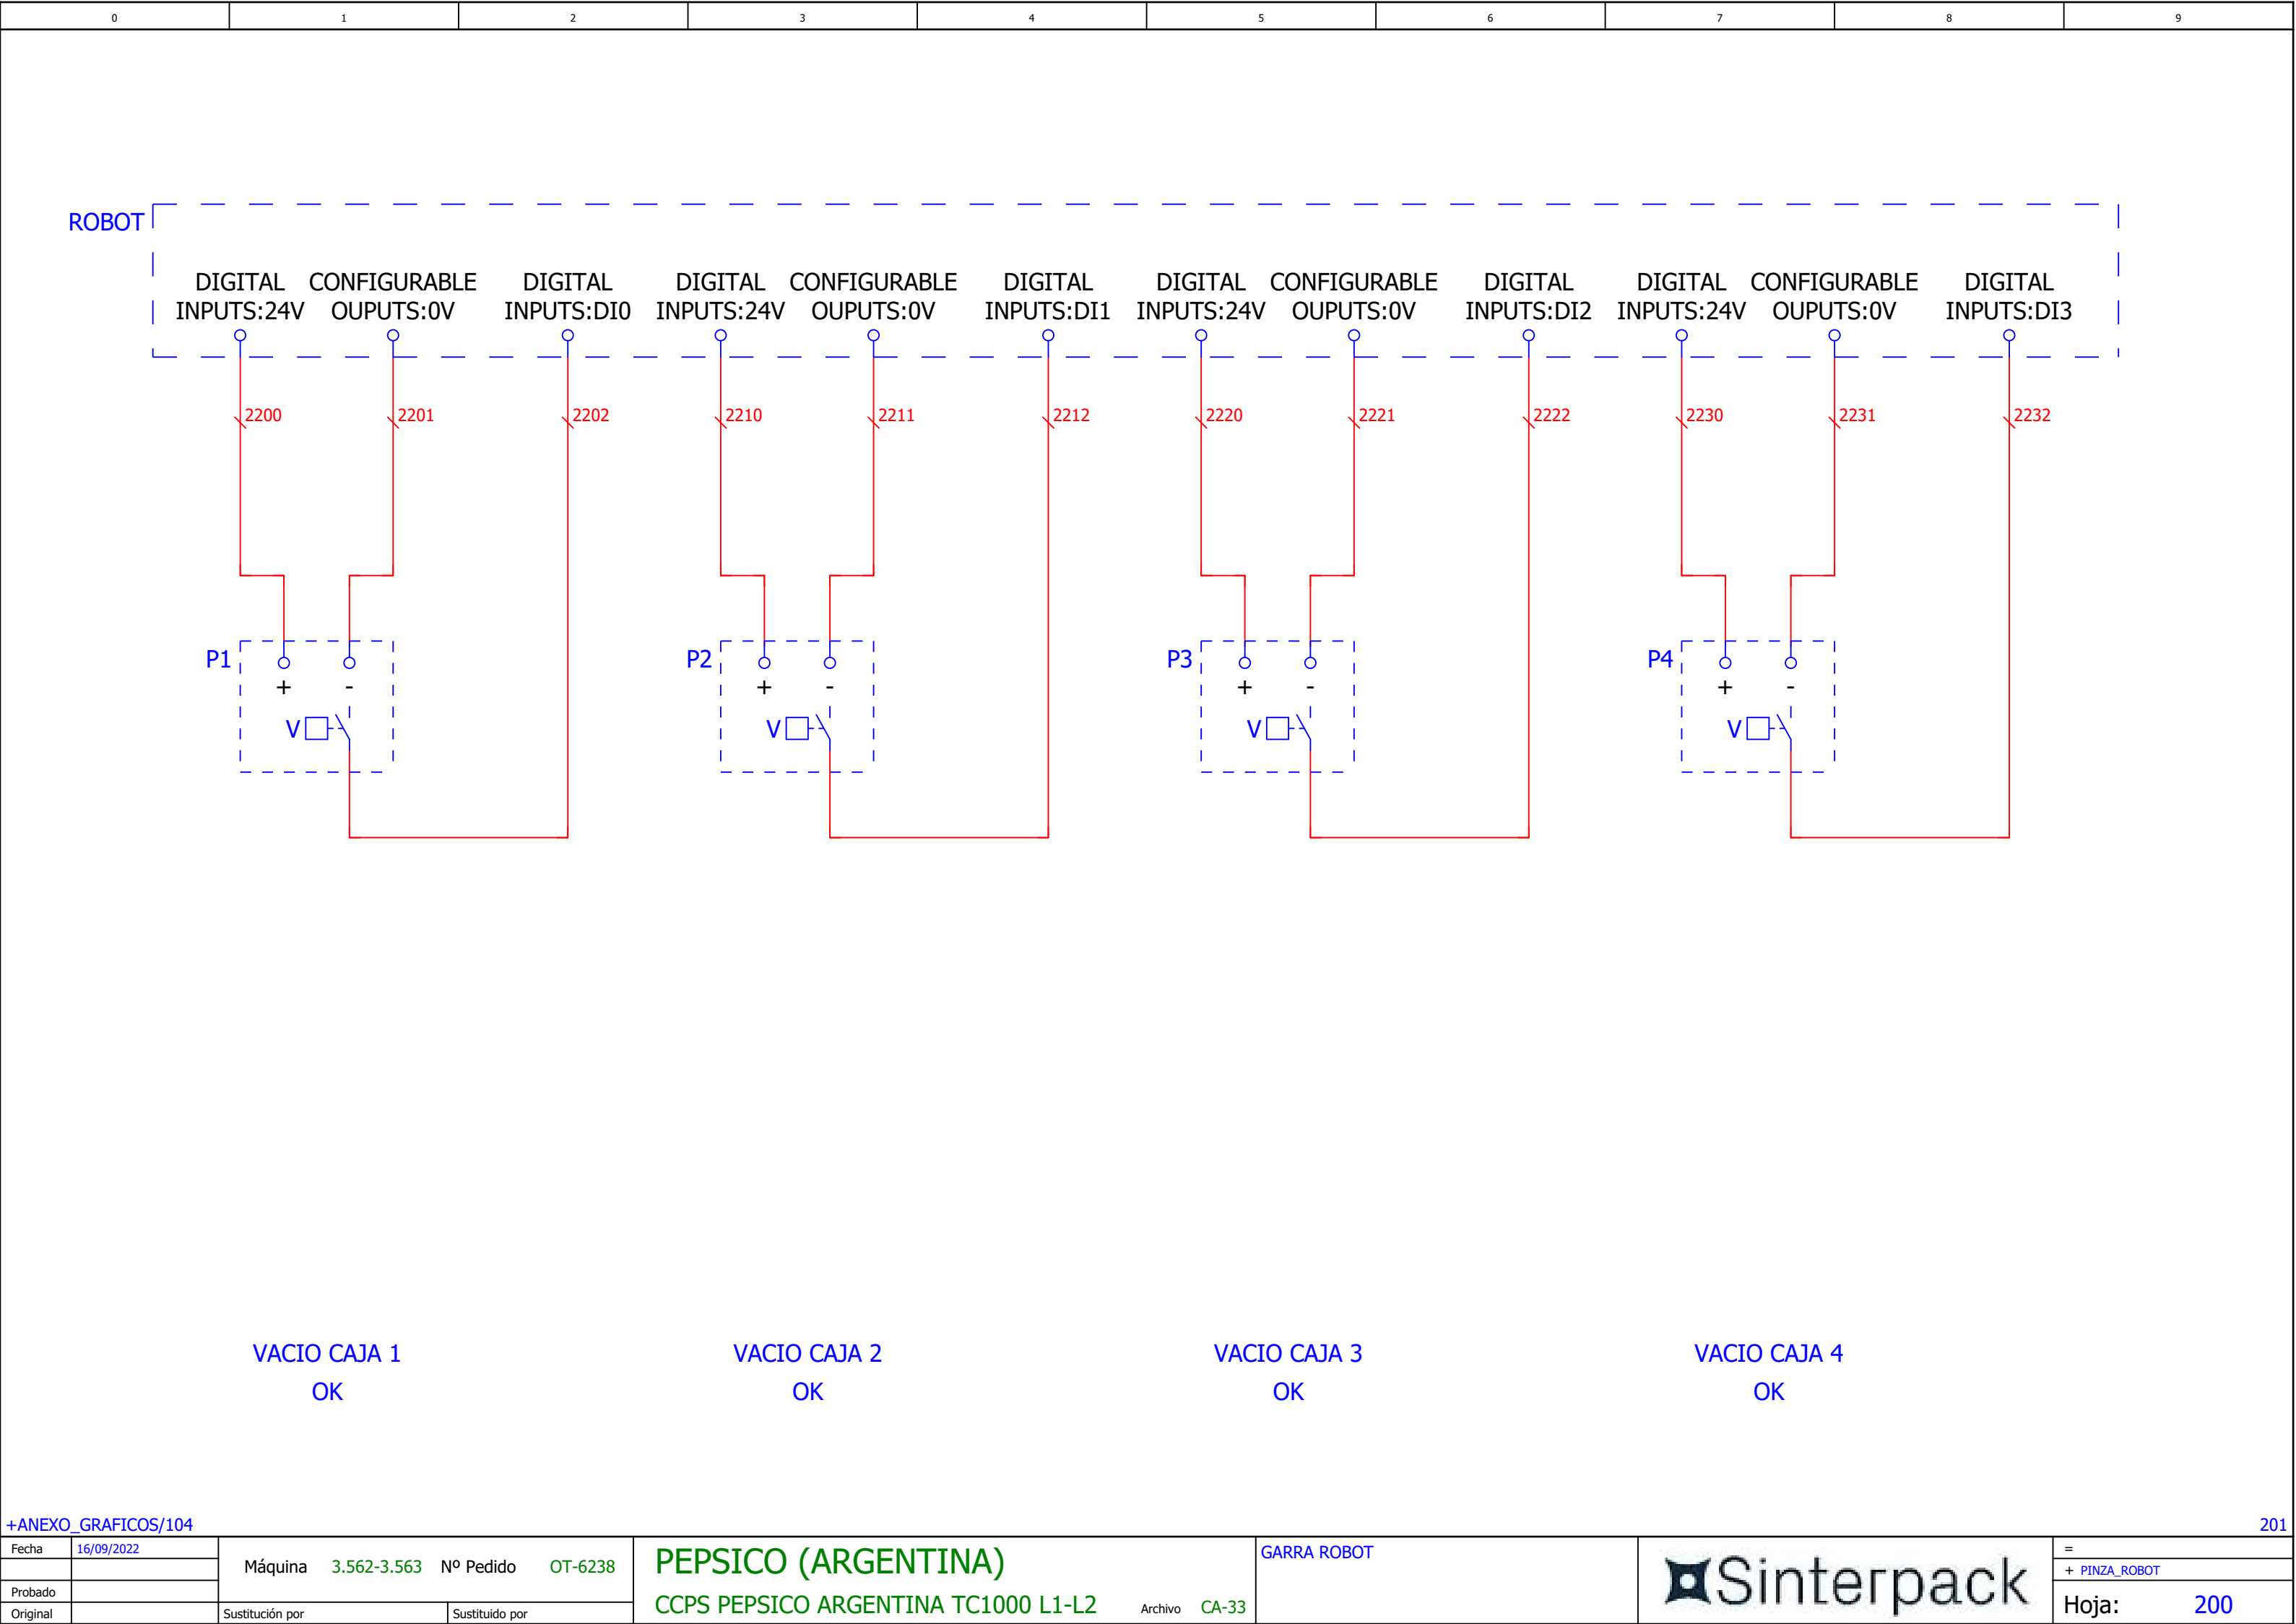 0 1 2 3 4 5 6 7 8 9
ROBOT
DIGITAL CONFIGURABLE DIGITAL DIGITAL CONFIGURABLE DIGITAL DIGITAL CONFIGURABLE DIGITAL DIGITAL CONFIGURABLE DIGITAL
INPUTS:24V OUPUTS:0V INPUTS:DI0 INPUTS:24V OUPUTS:0V INPUTS:DI1 INPUTS:24V OUPUTS:0V INPUTS:DI2 INPUTS:24V OUPUTS:0V INPUTS:DI3
2200 2201 2202 2210 2211 2212 2220 2221 2222 2230 2231 2232
P1 P2 P3 P4
+ - + - + - + -
V V V V
VACIO CAJA 1 VACIO CAJA 2 VACIO CAJA 3 VACIO CAJA 4
OK OK OK OK
+ANEXO_GRAFICOS/104 201
Fecha 16/09/2022
Probado
Original
Máquina 3.562-3.563 Nº Pedido OT-6238
Sustitución por Sustituido por
PEPSICO (ARGENTINA)
CCPS PEPSICO ARGENTINA TC1000 L1-L2 Archivo CA-33
GARRA ROBOT
Sinterpack
=
+ PINZA_ROBOT
Hoja: 200